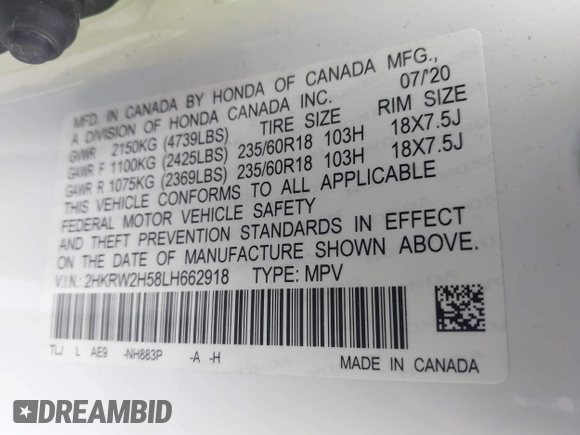 MFD. IN CANADA BY HONDA OF CANADA MFG.,
A DIVISION OF HONDA CANADA INC. 07/'20
GVWR 2150KG (4739LBS) TIRE SIZE RIM SIZE
GAWR F 1100KG (2425LBS) 235/60R18 103H 18X7.5J
GAWR R 1075KG (2369LBS) 235/60R18 103H 18X7.5J
THIS VEHICLE CONFORMS TO ALL APPLICABLE
FEDERAL MOTOR VEHICLE SAFETY
AND THEFT PREVENTION STANDARDS IN EFFECT
ON THE DATE OF MANUFACTURE SHOWN ABOVE.
V.I.N.: 2HKRW2H58LH662918 TYPE: MPV
TLJ L AE9 -NH883P -A -H
MADE IN CANADA
DREAMBID